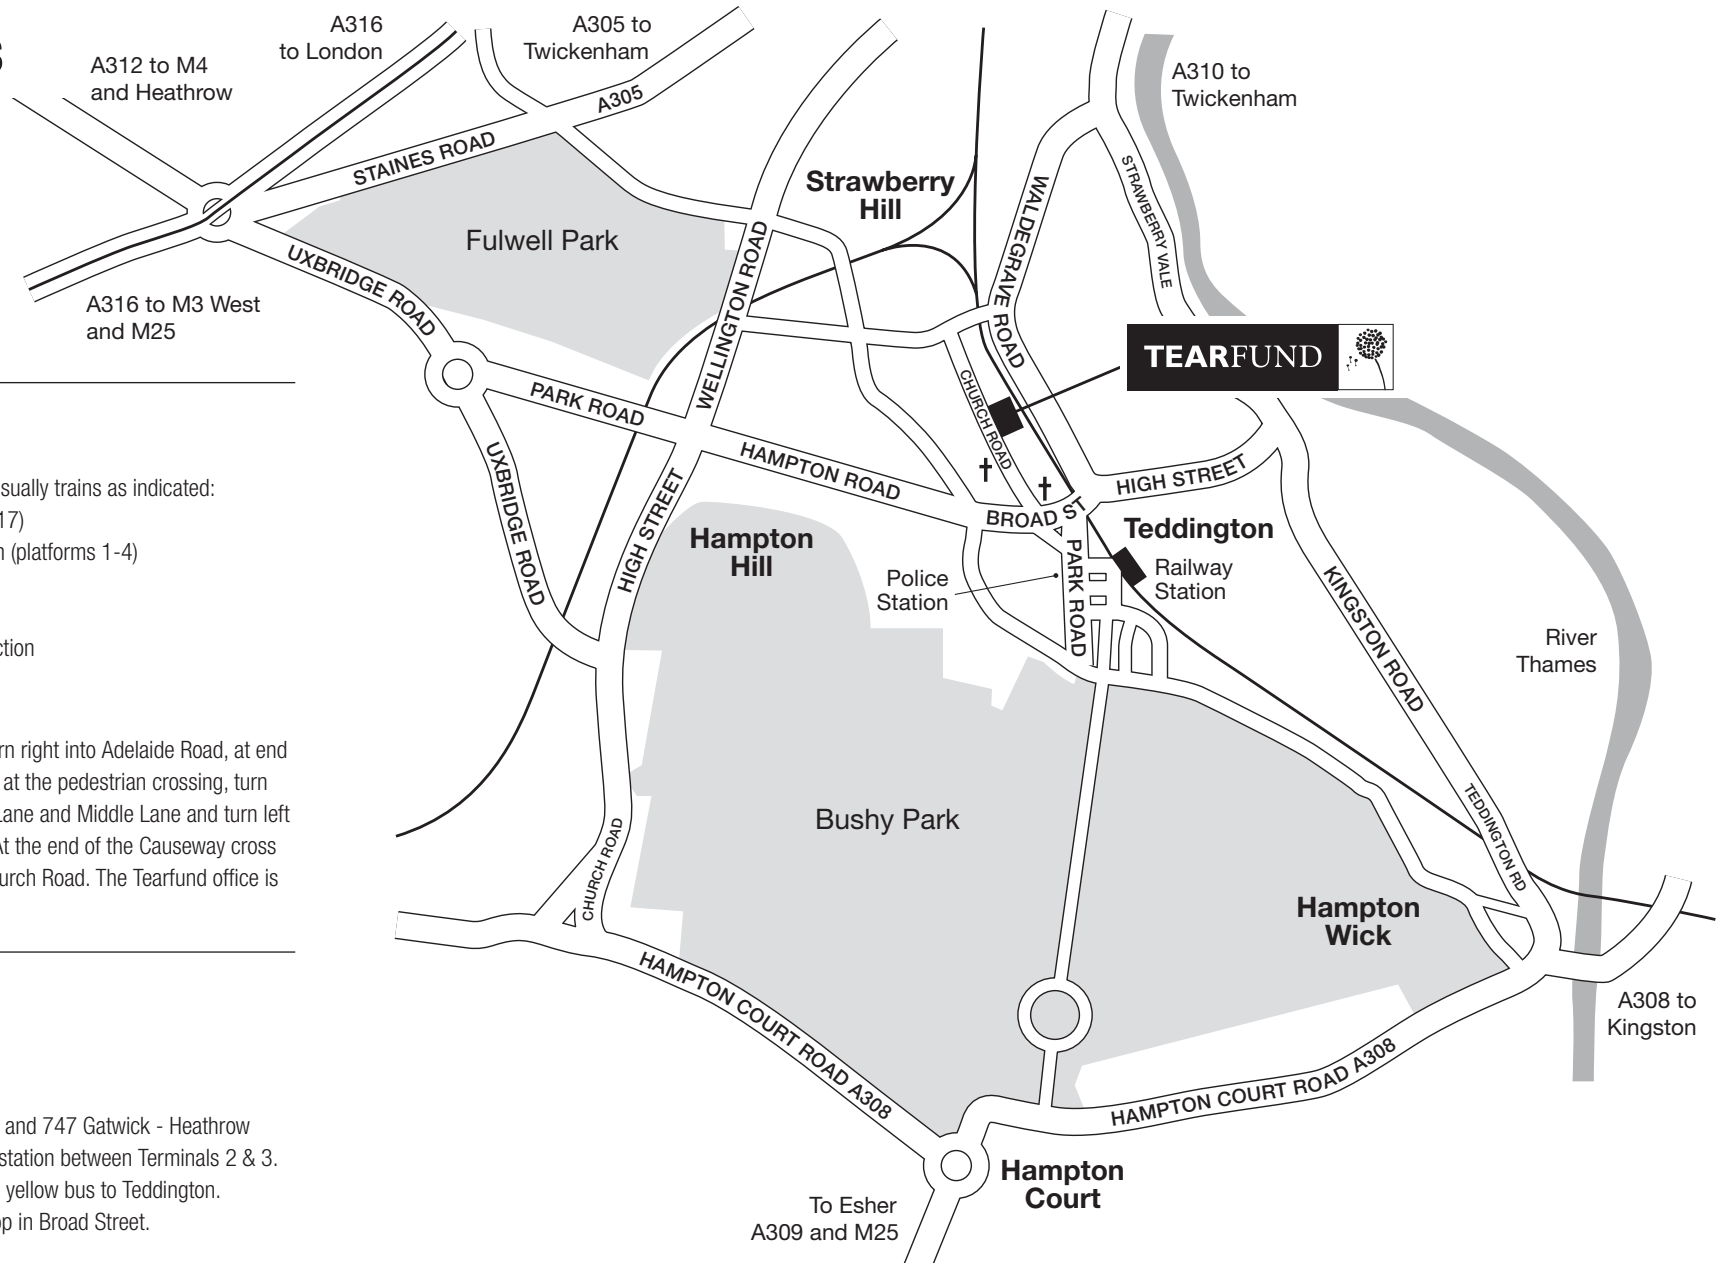 S
A316
to London
A305 to
Twickenham
A312 to M4
and Heathrow
A310 to
Twickenham
A305
STAINES ROAD
STRAWBERRY VALE
Strawberry
Hill
WALDEGRAVE ROAD
Fulwell Park
UXBRIDGE ROAD
WELLINGTON ROAD
A316 to M3 West
and M25
TEARFUND
PARK ROAD
CHURCH ROAD
HAMPTON ROAD
HIGH STREET
UXBRIDGE ROAD
HIGH STREET
BROAD ST
Teddington
Hampton
Hill
PARK ROAD
Railway
Station
Police
Station
KINGSTON ROAD
River
Thames
Bushy Park
TEDDINGTON RD
CHURCH ROAD
Hampton
Wick
HAMPTON COURT ROAD A308
A308 to
Kingston
HAMPTON COURT ROAD A308
Hampton
Court
To Esher
A309 and M25
sually trains as indicated:
17)
n (platforms 1-4)
ction
rn right into Adelaide Road, at end
at the pedestrian crossing, turn
Lane and Middle Lane and turn left
At the end of the Causeway cross
urch Road. The Tearfund office is
and 747 Gatwick - Heathrow
station between Terminals 2 & 3.
yellow bus to Teddington.
op in Broad Street.